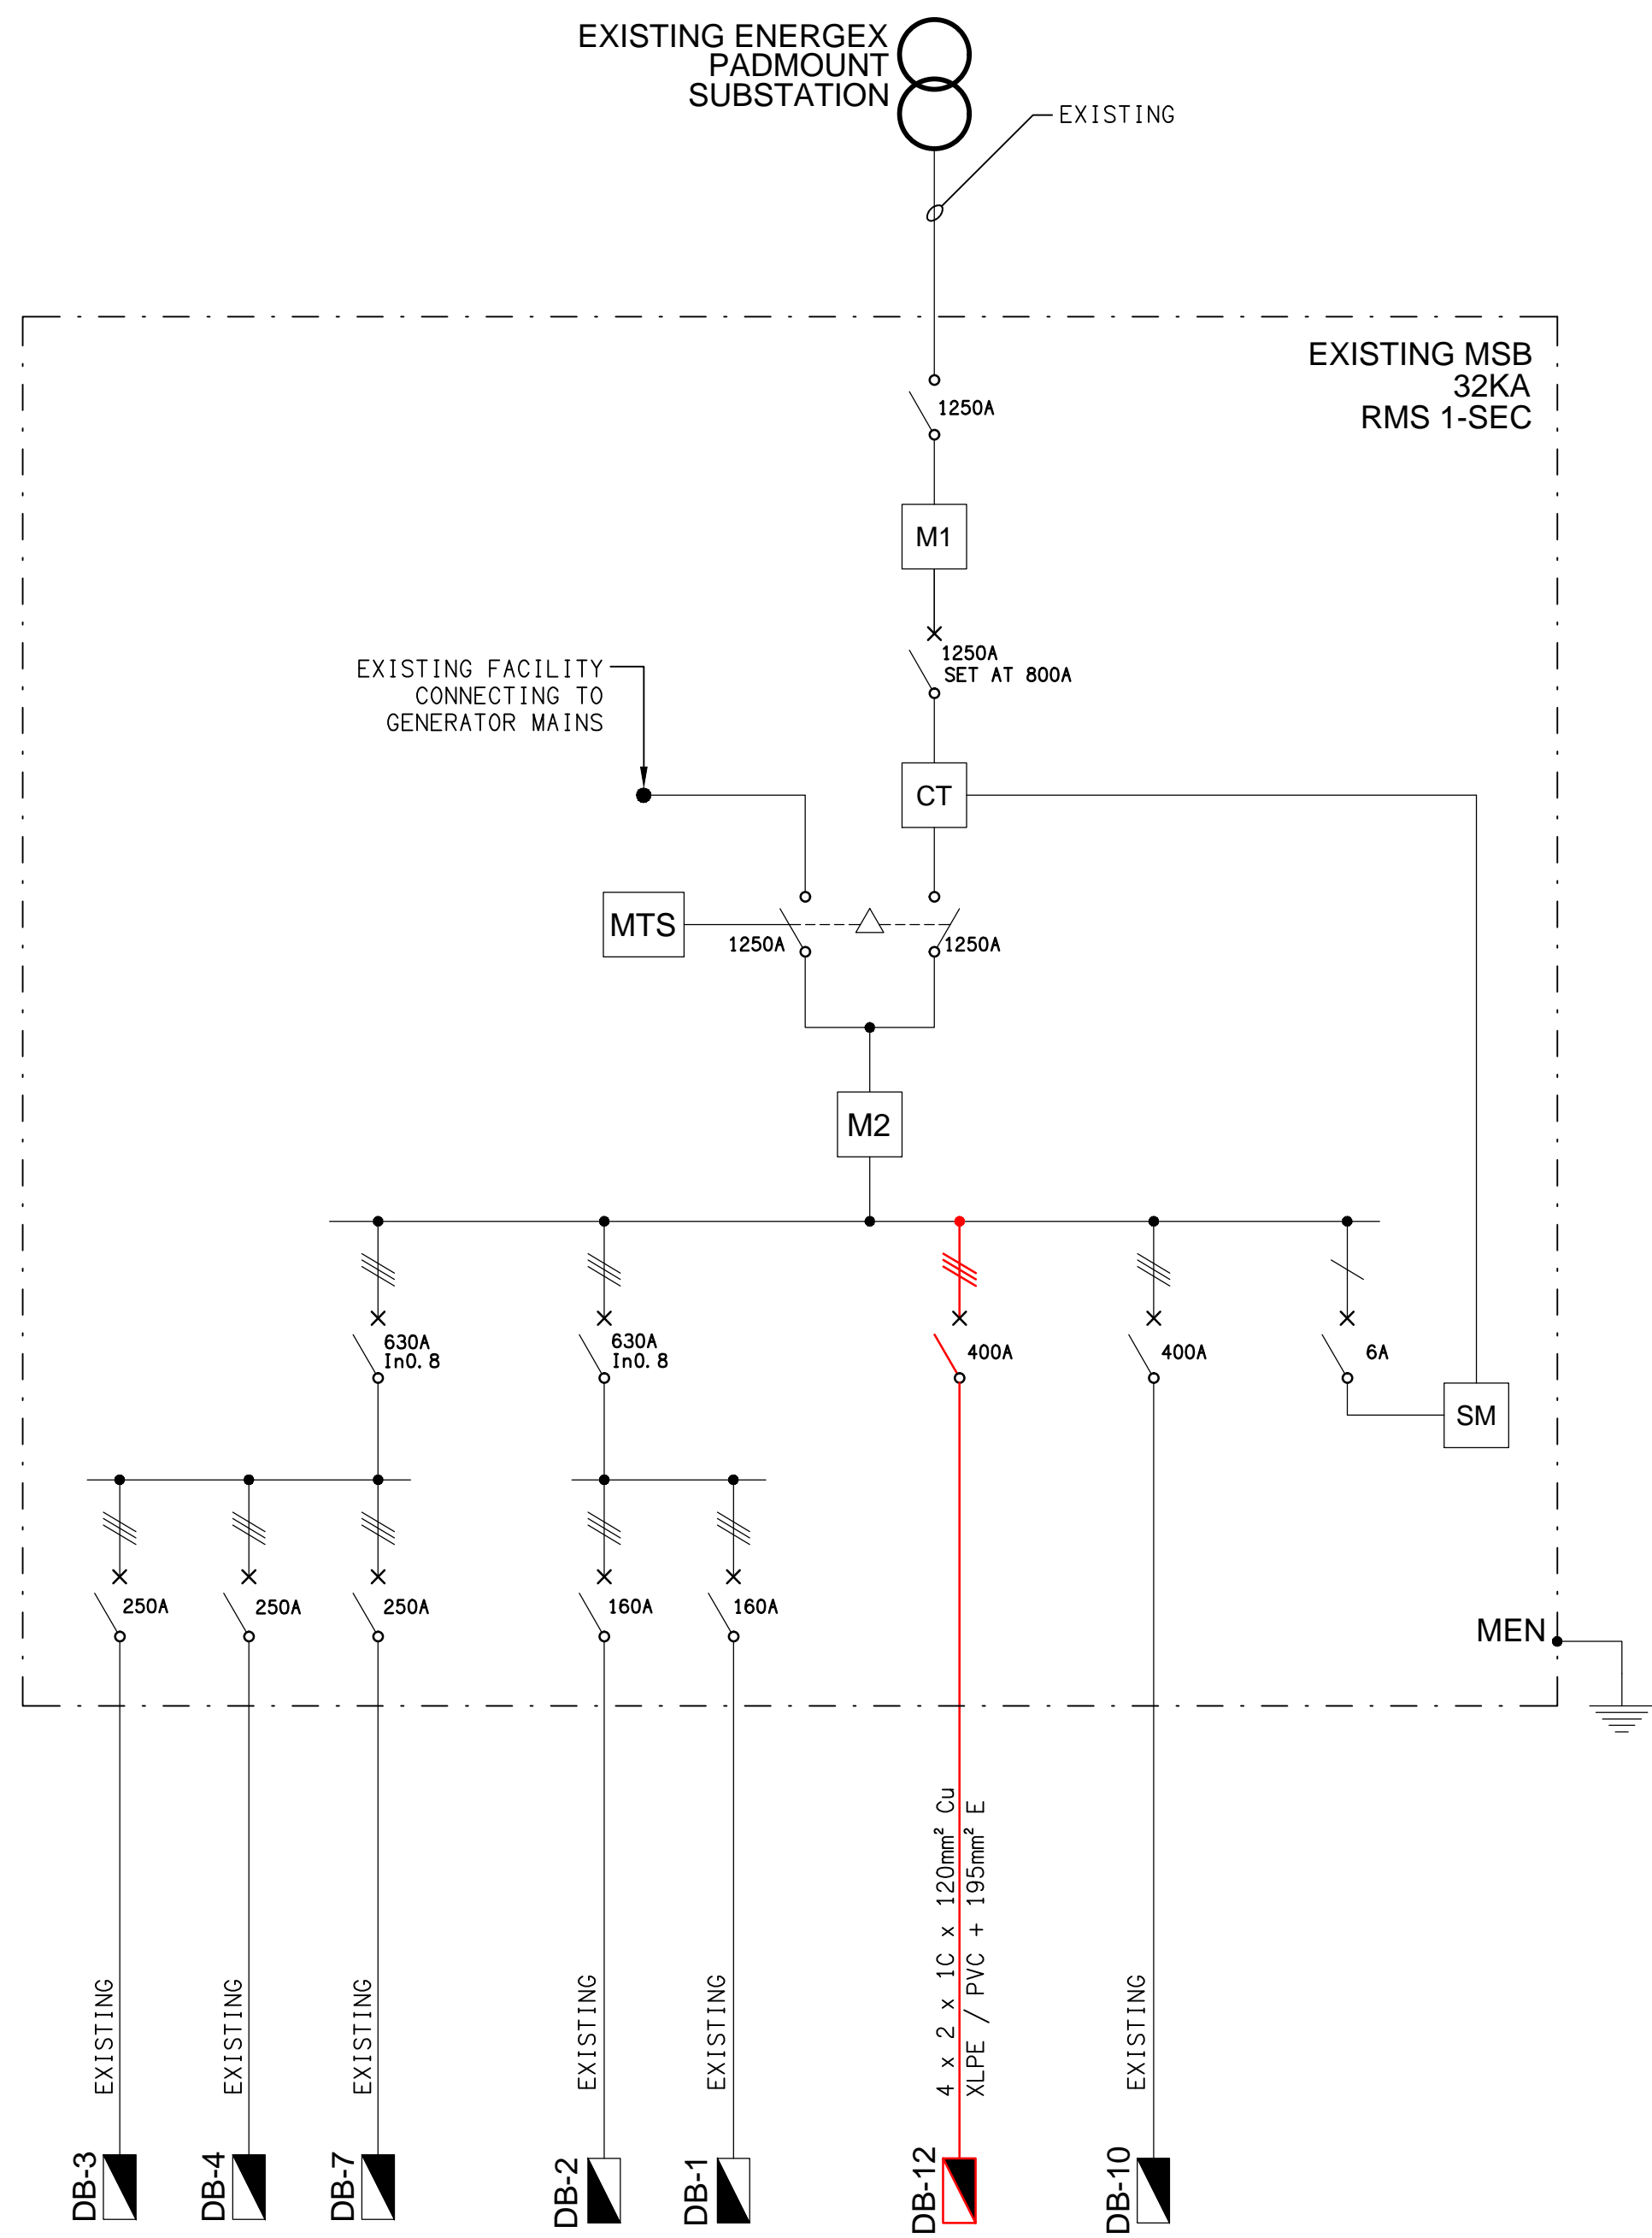 EXISTING ENERGEX
PADMOUNT
SUBSTATION
EXISTING
EXISTING MSB
32KA
RMS 1-SEC
1250A
M1
1250A
SET AT 800A
EXISTING FACILITY
CONNECTING TO
GENERATOR MAINS
CT
MTS
1250A
1250A
M2
630A
In0.8
630A
In0.8
400A
400A
6A
SM
250A
250A
250A
160A
160A
MEN
EXISTING
EXISTING
EXISTING
EXISTING
EXISTING
4 x 2 x 1C x 120mm² Cu
XLPE / PVC + 195mm² E
EXISTING
DB-3
DB-4
DB-7
DB-2
DB-1
DB-12
DB-10